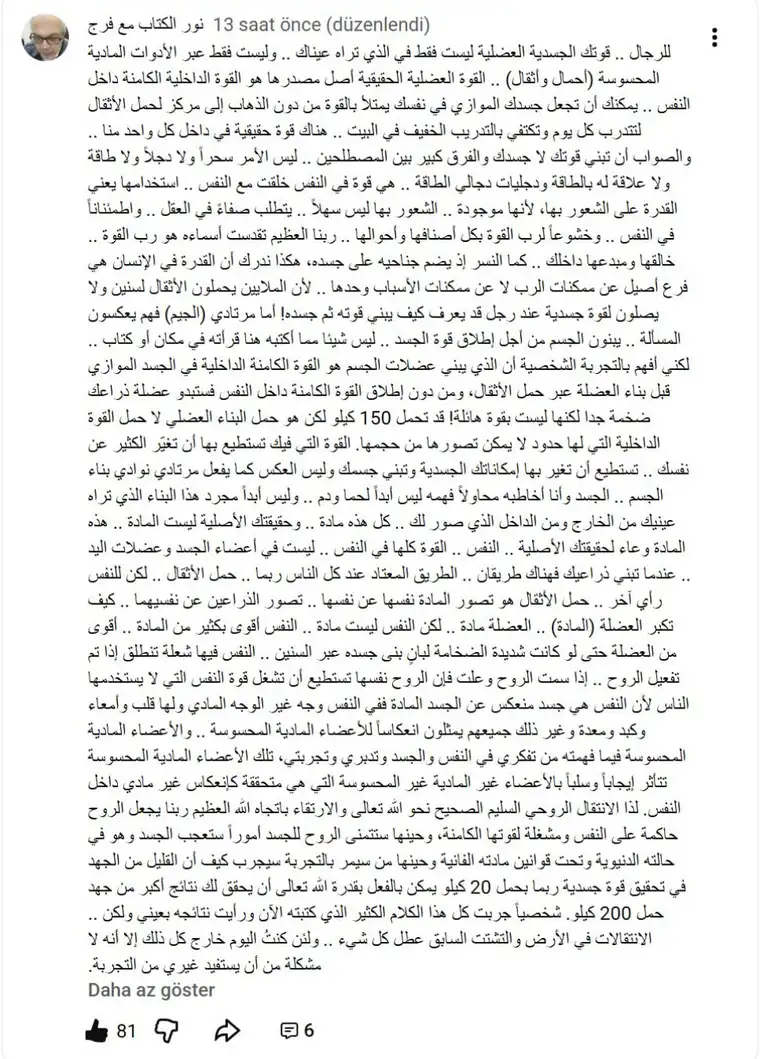 نور الكتاب مع فرج 13 saat önce (düzenlendi)
للرجال .. قوتك الجسدية العضلية ليست فقط في الذي تراه عيناك .. وليست فقط عبر الأدوات المادية
المحسوسة (أحمال وأثقال) .. القوة العضلية الحقيقية أصل مصدرها هو القوة الداخلية الكامنة داخل
النفس .. يمكنك أن تجعل جسدك الموازي في نفسك يمتلأ بالقوة من دون الذهاب إلى مركز لحمل الأثقال
لتتدرب كل يوم وتكتفي بالتدريب الخفيف في البيت .. هناك قوة حقيقية في داخل كل واحد منا ..
والصواب أن تبني قوتك لا جسدك والفرق كبير بين المصطلحين .. ليس الأمر سحراً ولا دجلاً ولا طاقة
ولا علاقة له بالطاقة ودجليات دجالي الطاقة .. هي قوة في النفس خلقت مع النفس .. استخدامها يعني
القدرة على الشعور بها، لأنها موجودة .. الشعور بها ليس سهلاً .. يتطلب صفاءً في العقل .. واطمئناناً
في النفس .. وخشوعاً لرب القوة بكل أصنافها وأحوالها .. ربنا العظيم تقدست أسماءه هو رب القوة ..
خالقها ومبدعها داخلك .. كما النسر إذ يضم جناحيه على جسده، هكذا ندرك أن القدرة في الإنسان هي
فرع أصيل عن ممكنات الرب لا عن ممكنات الأسباب وحدها .. لأن الملايين يحملون الأثقال لسنين ولا
يصلون لقوة جسدية عند رجل قد يعرف كيف يبني قوته ثم جسده! أما مرتادي (الجيم) فهم يعكسون
المسألة .. يبنون الجسم من أجل إطلاق قوة الجسد .. ليس شيئا مما أكتبه هنا قرأته في مكان أو كتاب ..
لكني أفهم بالتجربة الشخصية أن الذي يبني عضلات الجسم هو القوة الكامنة الداخلية في الجسد الموازي
قبل بناء العضلة عبر حمل الأثقال، ومن دون إطلاق القوة الكامنة داخل النفس فستبدو عضلة ذراعك
ضخمة جدا لكنها ليست بقوة هائلة! قد تحمل 150 كيلو لكن هو حمل البناء العضلي لا حمل القوة
الداخلية التي لها حدود لا يمكن تصورها من حجمها. القوة التي فيك تستطيع بها أن تغيّر الكثير عن
نفسك .. تستطيع أن تغير بها إمكاناتك الجسدية وتبني جسمك وليس العكس كما يفعل مرتادي نوادي بناء
الجسم .. الجسد وأنا أخاطبه محاولاً فهمه ليس أبداً لحما ودم .. وليس أبداً مجرد هذا البناء الذي تراه
عينيك من الخارج ومن الداخل الذي صور لك .. كل هذه مادة .. وحقيقتك الأصلية ليست المادة .. هذه
المادة وعاء لحقيقتك الأصلية .. النفس .. القوة كلها في النفس .. ليست في أعضاء الجسد وعضلات اليد
.. عندما تبني ذراعيك فهناك طريقان .. الطريق المعتاد عند كل الناس ربما .. حمل الأثقال .. لكن للنفس
رأي آخر .. حمل الأثقال هو تصور المادة نفسها عن نفسها .. تصور الذراعين عن نفسيهما .. كيف
تكبر العضلة (المادة) .. العضلة مادة .. لكن النفس ليست مادة .. النفس أقوى بكثير من المادة .. أقوى
من العضلة حتى لو كانت شديدة الضخامة لبانٍ بنى جسده عبر السنين .. النفس فيها شعلة تنطلق إذا تم
تفعيل الروح .. إذا سمت الروح وعلت فإن الروح نفسها تستطيع أن تشغل قوة النفس التي لا يستخدمها
الناس لأن النفس هي جسد منعكس عن الجسد المادة ففي النفس وجه غير الوجه المادي ولها قلب وأمعاء
وكبد ومعدة وغير ذلك جميعهم يمثلون انعكاساً للأعضاء المادية المحسوسة .. والأعضاء المادية
المحسوسة فيما فهمته من تفكري في النفس والجسد وتدبري وتجربتي، تلك الأعضاء المادية المحسوسة
تتأثر إيجاباً وسلباً بالأعضاء غير المادية غير المحسوسة التي هي متحققة كإنعكاس غير مادي داخل
النفس. لذا الانتقال الروحي السليم الصحيح نحو الله تعالى والارتقاء باتجاه الله العظيم ربنا يجعل الروح
حاكمة على النفس ومشغلة لقوتها الكامنة، وحينها ستتمنى الروح للجسد أموراً ستعجب الجسد وهو في
حالته الدنيوية وتحت قوانين مادته الفانية وحينها من سيمر بالتجربة سيجرب كيف أن القليل من الجهد
في تحقيق قوة جسدية ربما بحمل 20 كيلو يمكن بالفعل بقدرة الله تعالى أن يحقق لك نتائج أكبر من جهد
حمل 200 كيلو. شخصياً جربت كل هذا الكلام الكثير الذي كتبته الآن ورأيت نتائجه بعيني ولكن ..
الانتقالات في الأرض والتشتت السابق عطل كل شيء .. ولئن كنتُ اليوم خارج كل ذلك إلا أنه لا
مشكلة من أن يستفيد غيري من التجربة.
Daha az göster
81 6